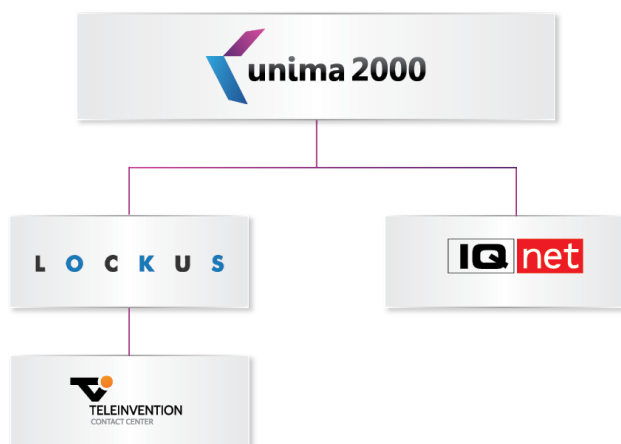 unima 2000
LOCKUS
IQ net
TELEINVENTION
CONTACT CENTER